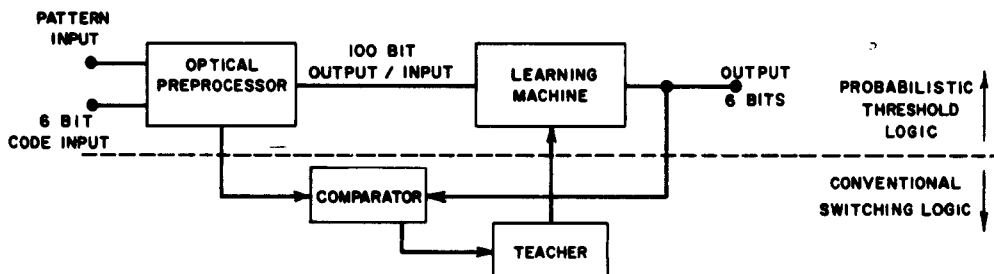 PATTERN
INPUT
6 BIT
CODE INPUT
OPTICAL
PREPROCESSOR
100 BIT
OUTPUT / INPUT
LEARNING
MACHINE
OUTPUT
6 BITS
PROBABILISTIC
THRESHOLD
LOGIC
COMPARATOR
TEACHER
CONVENTIONAL
SWITCHING LOGIC